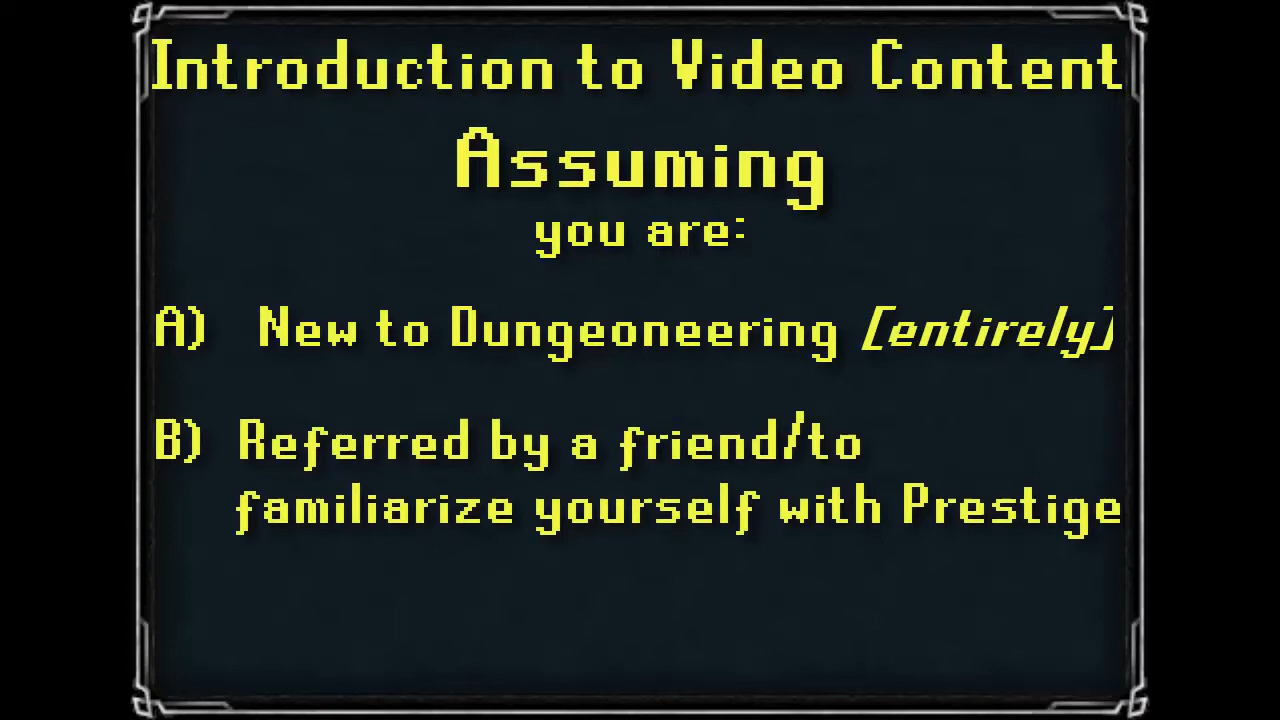 Introduction to Video Content
Assuming
you are:
A) New to Dungeoneering [entirely]
B) Referred by a friend/to
familiarize yourself with Prestige